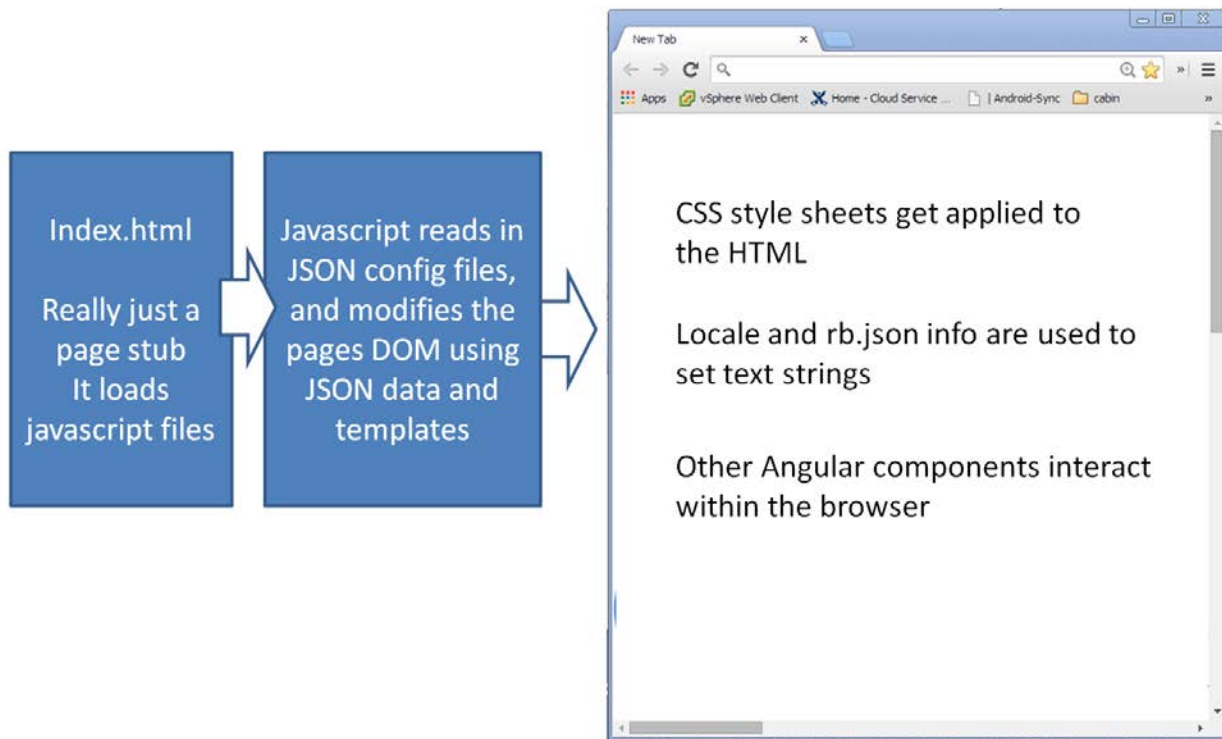 Index.html
Really just a
page stub
It loads
javascript files
Javascript reads in
JSON config files,
and modifies the
pages DOM using
JSON data and
templates
New Tab
Apps vSphere Web Client Home - Cloud Service ... | Android-Sync cabin
CSS style sheets get applied to
the HTML
Locale and rb.json info are used to
set text strings
Other Angular components interact
within the browser